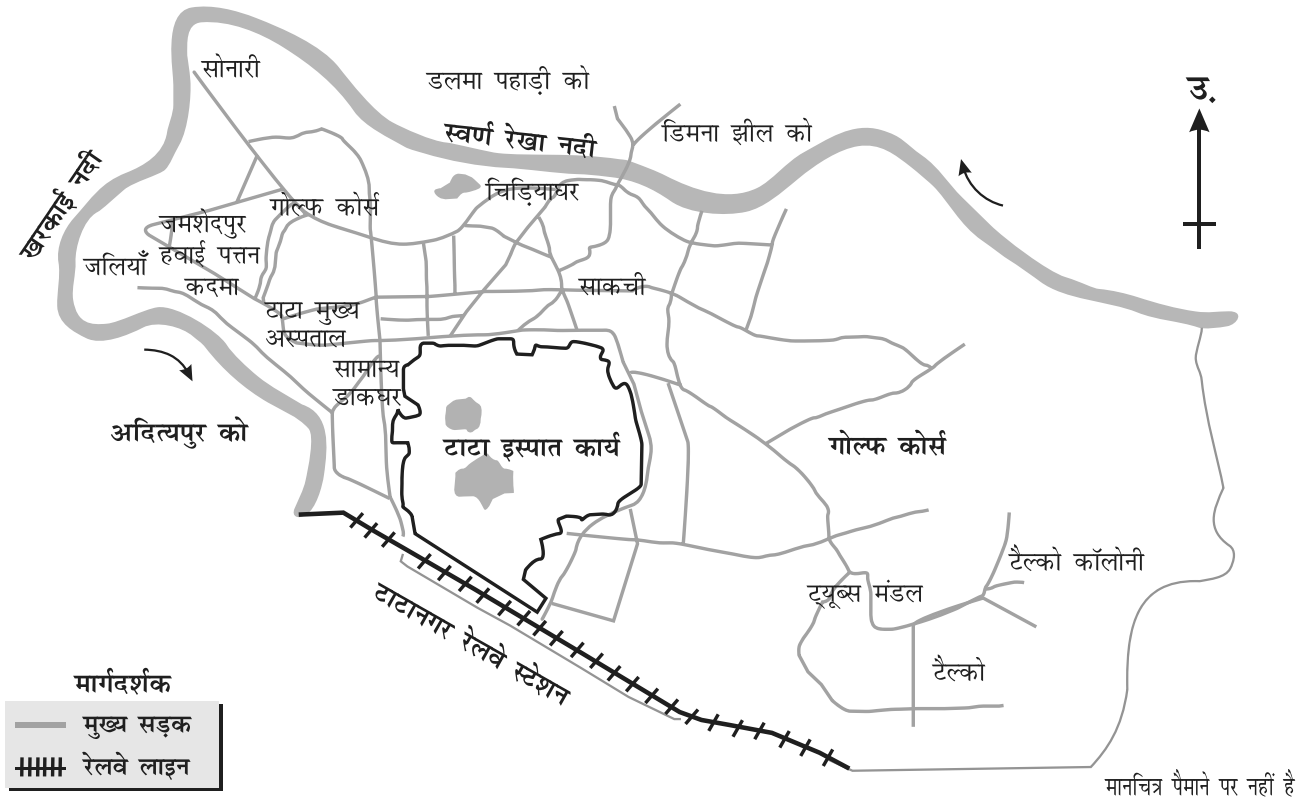 सोनारी
डलमा पहाड़ी को
उ.
स्वर्ण रेखा नदी
डिमना झील को
खरकाई नदी
चिड़ियाघर
गोल्फ कोर्स
जमशेदपुर
हवाई पत्तन
जलियाँ
कदमा
साकची
टाटा मुख्य
अस्पताल
सामान्य
डाकघर
अदित्यपुर को
टाटा इस्पात कार्य
गोल्फ कोर्स
टैल्को कॉलोनी
ट्यूब्स मंडल
टाटानगर रेलवे स्टेशन
टैल्को
मार्गदर्शक
मुख्य सड़क
रेलवे लाइन
मानचित्र पैमाने पर नहीं है